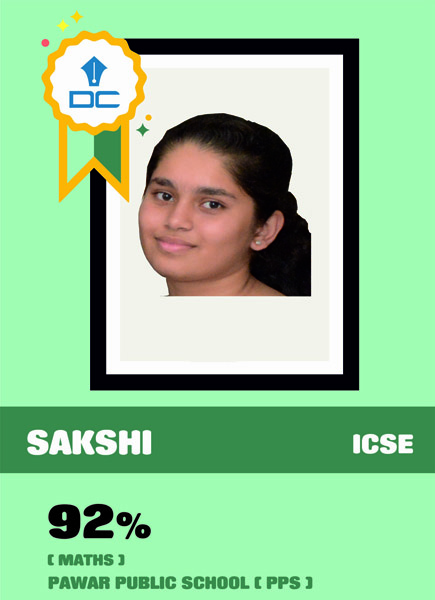 DC
SAKSHI ICSE
92%
( MATHS )
PAWAR PUBLIC SCHOOL ( PPS )